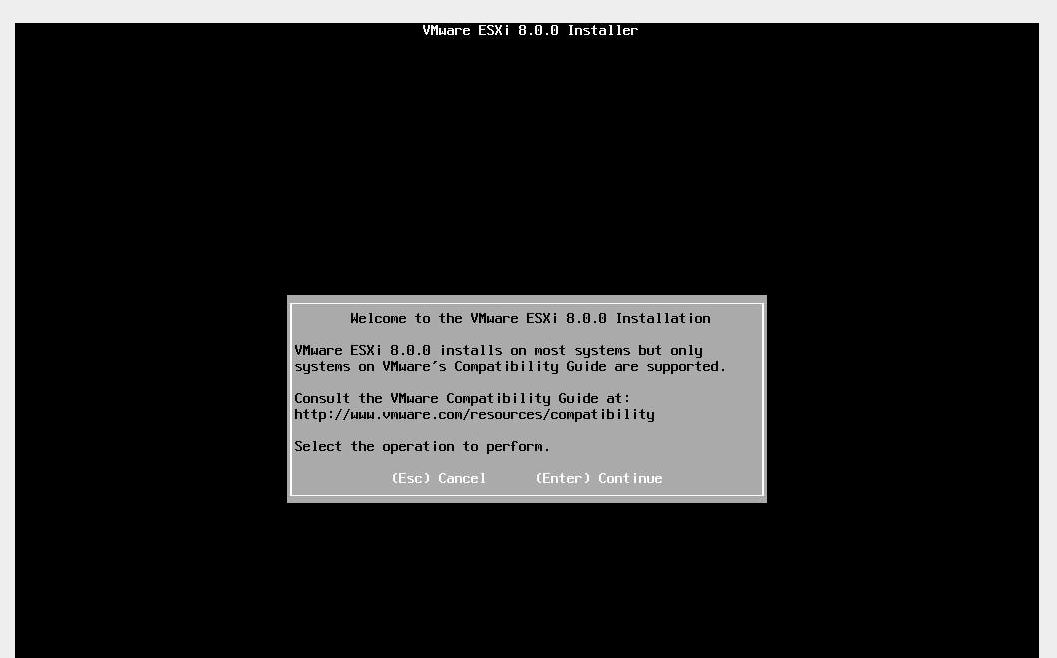 VMware ESXi 8.0.0 Installer
Welcome to the VMware ESXi 8.0.0 Installation
VMware ESXi 8.0.0 installs on most systems but only
systems on VMware's Compatibility Guide are supported.
Consult the VMware Compatibility Guide at:
http://www.vmware.com/resources/compatibility
Select the operation to perform.
(Esc) Cancel (Enter) Continue